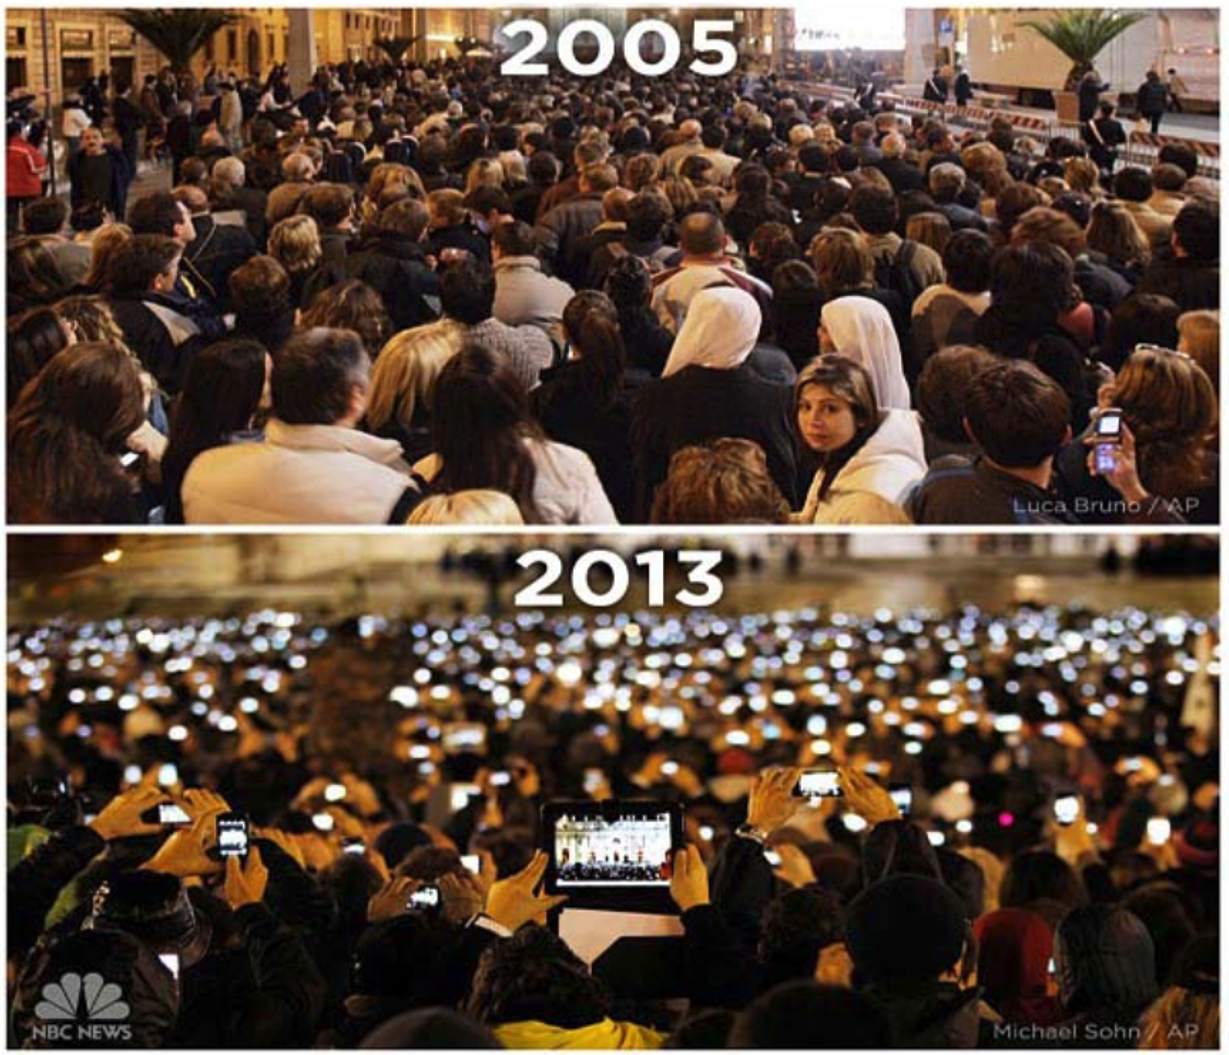 2005
Luca Bruno / AP
2013
NBC NEWS
Michael Sohn / AP